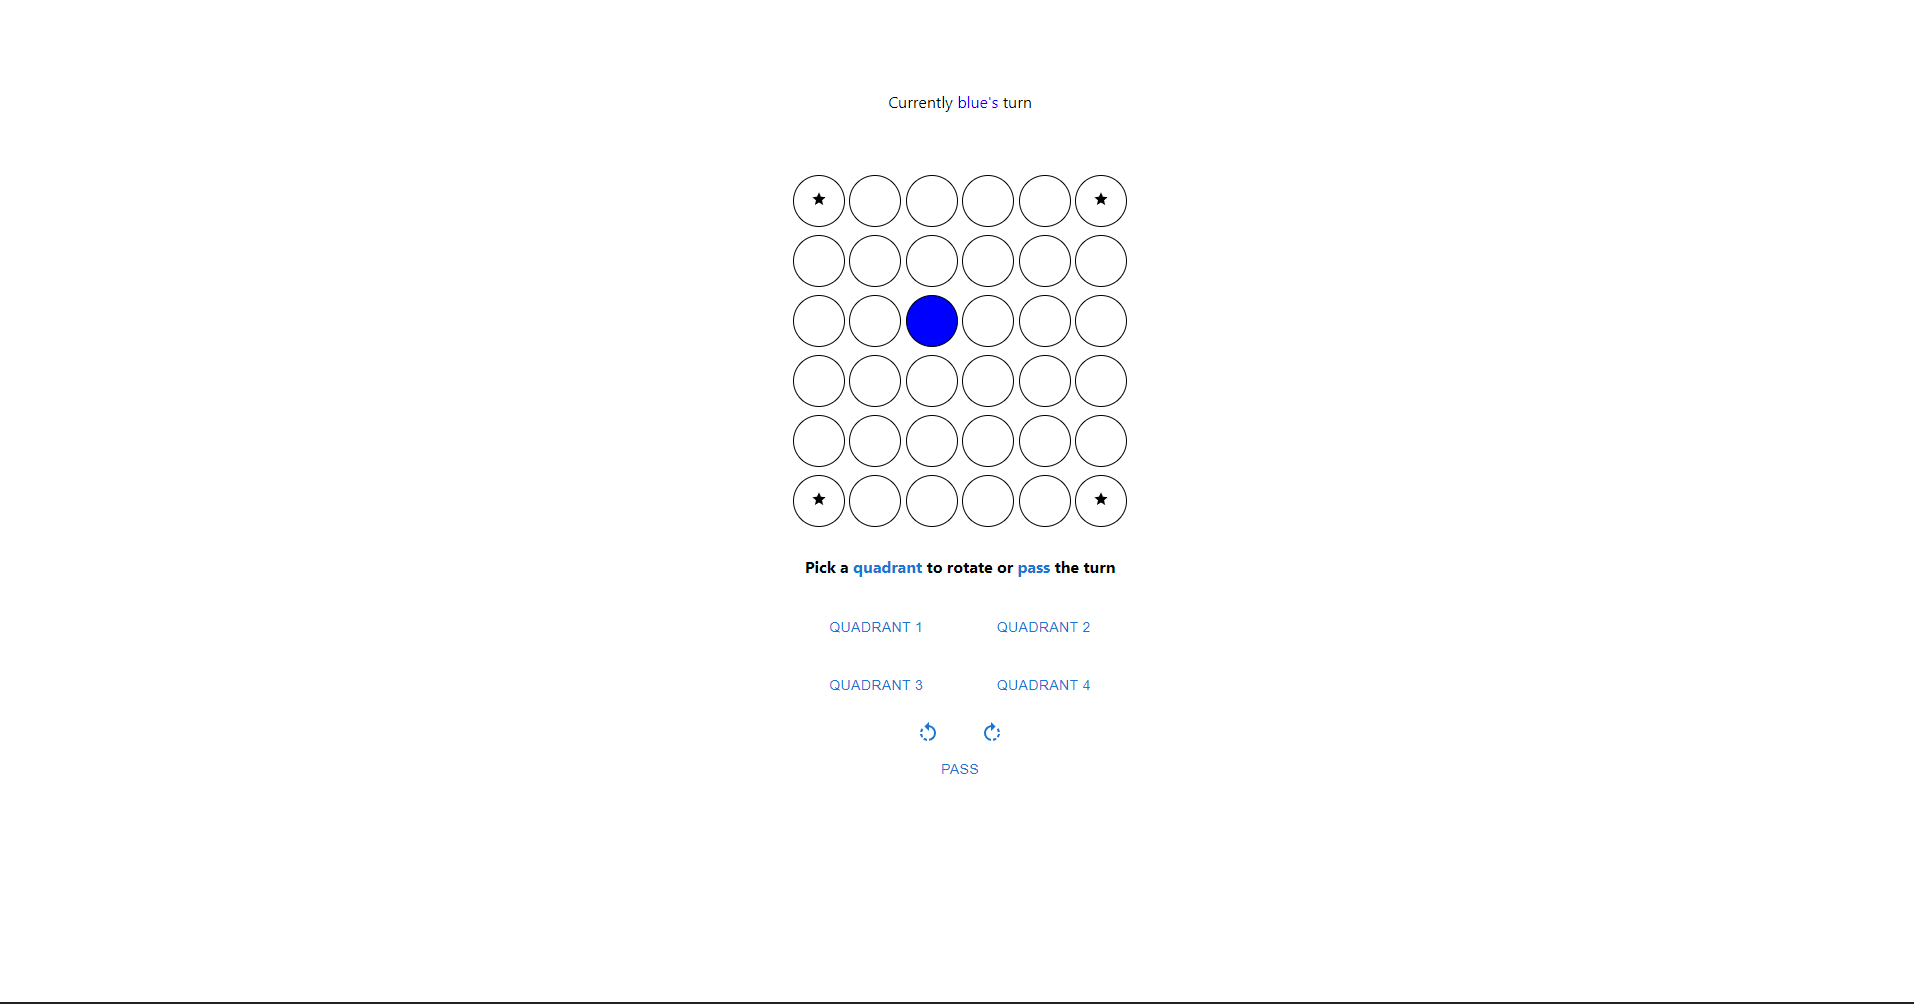 Currently blue's turn
Pick a quadrant to rotate or pass the turn
QUADRANT 1 QUADRANT 2
QUADRANT 3 QUADRANT 4
PASS